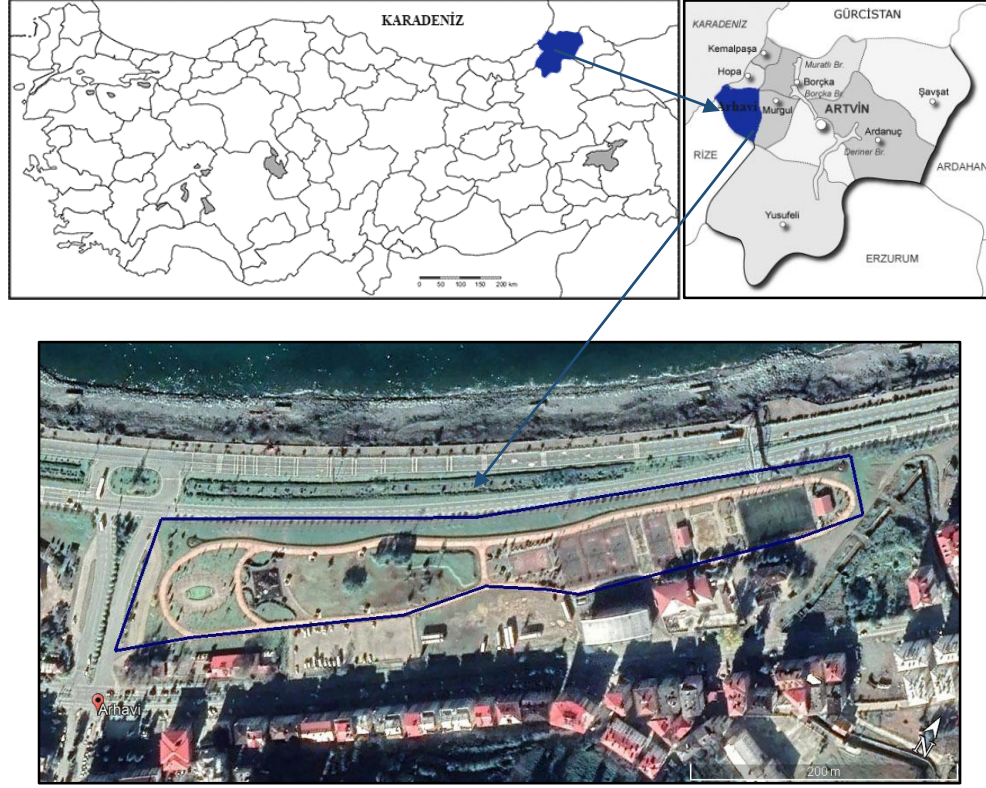 KARADENİZ
0 50 100 150 200 km
KARADENİZ
GÜRCİSTAN
Kemalpaşa
Muratlı Br.
Hopa
Borçka
Borçka Br.
Şavşat
Arhavi
Murgul
ARTVİN
Ardanuç
Deriner Br.
RİZE
ARDAHAN
Yusufeli
ERZURUM
Arhavi
N
200 m